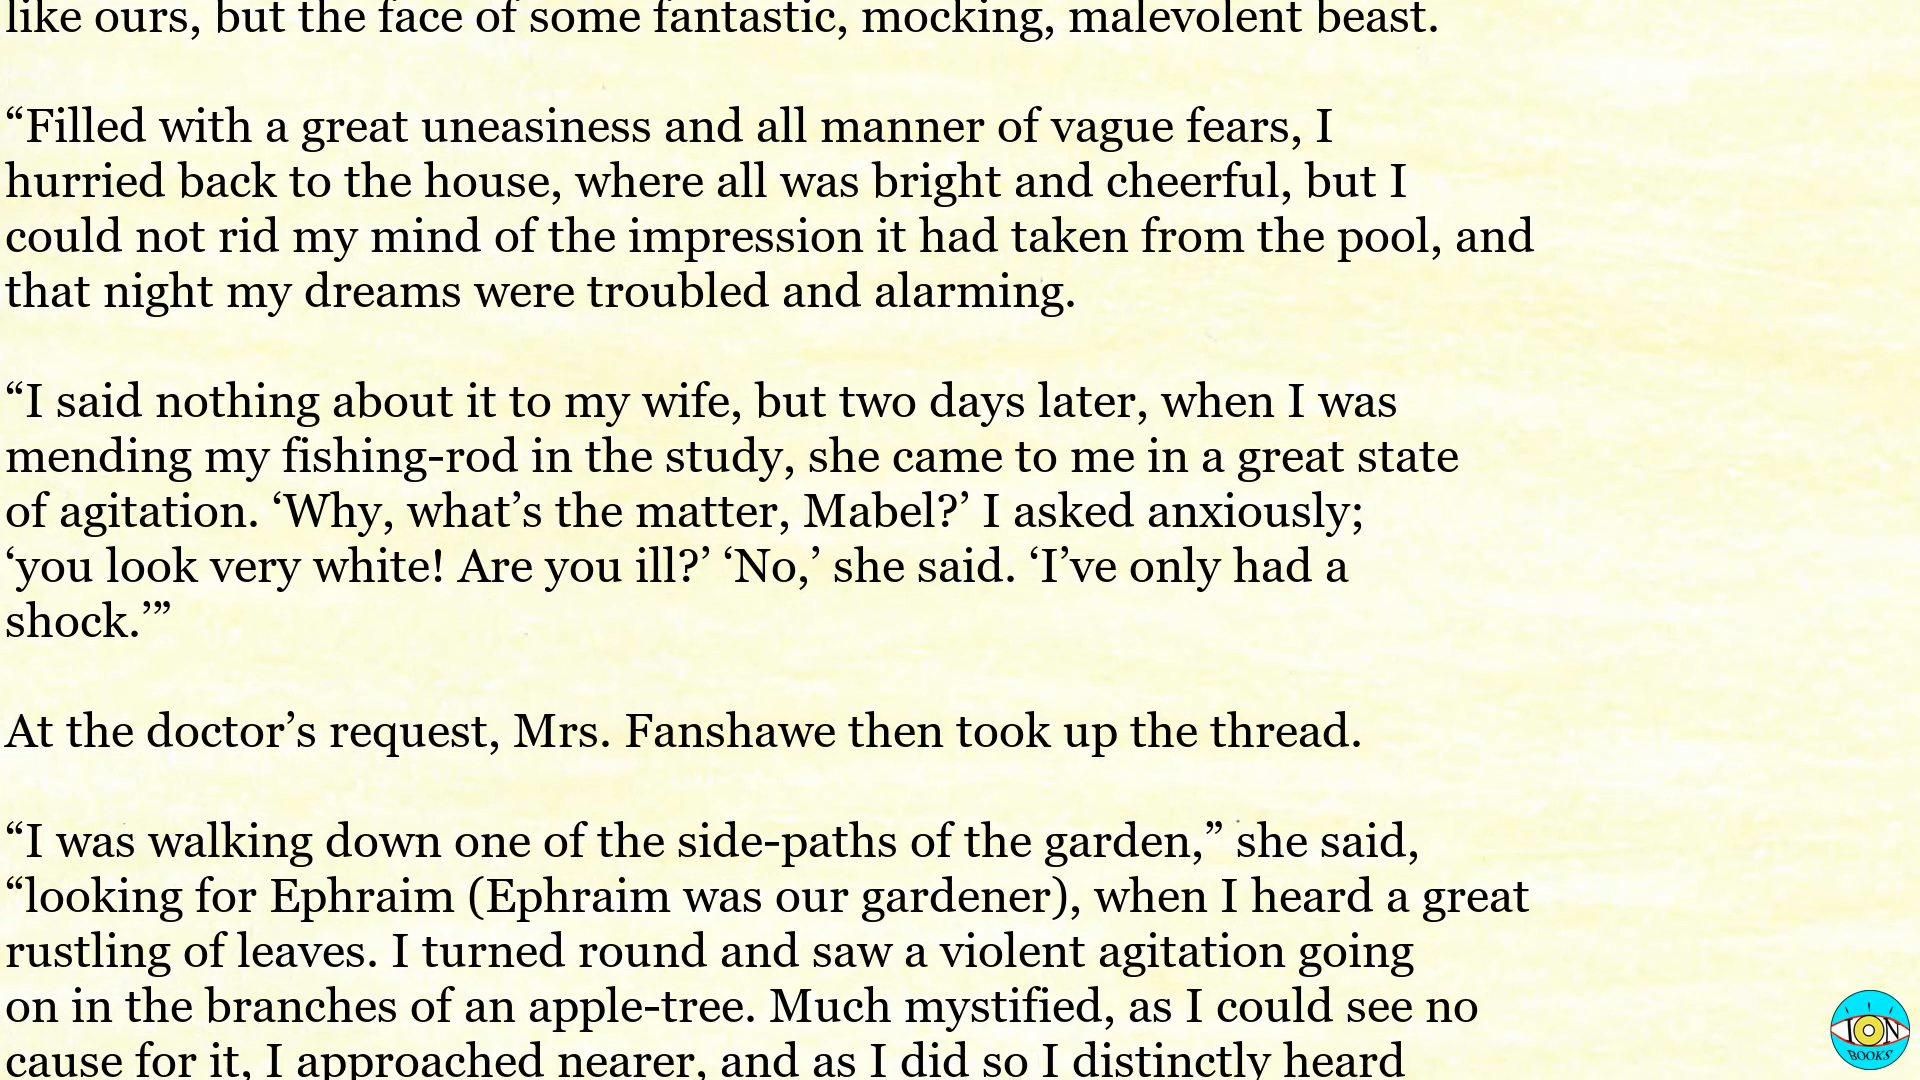 like ours, but the face of some fantastic, mocking, malevolent beast.
“Filled with a great uneasiness and all manner of vague fears, I
hurried back to the house, where all was bright and cheerful, but I
could not rid my mind of the impression it had taken from the pool, and
that night my dreams were troubled and alarming.
“I said nothing about it to my wife, but two days later, when I was
mending my fishing-rod in the study, she came to me in a great state
of agitation. ‘Why, what’s the matter, Mabel?’ I asked anxiously;
‘you look very white! Are you ill?’ ‘No,’ she said. ‘I’ve only had a
shock.’”
At the doctor’s request, Mrs. Fanshawe then took up the thread.
“I was walking down one of the side-paths of the garden,” she said,
“looking for Ephraim (Ephraim was our gardener), when I heard a great
rustling of leaves. I turned round and saw a violent agitation going
on in the branches of an apple-tree. Much mystified, as I could see no
cause for it, I approached nearer, and as I did so I distinctly heard
ION
BOOKS